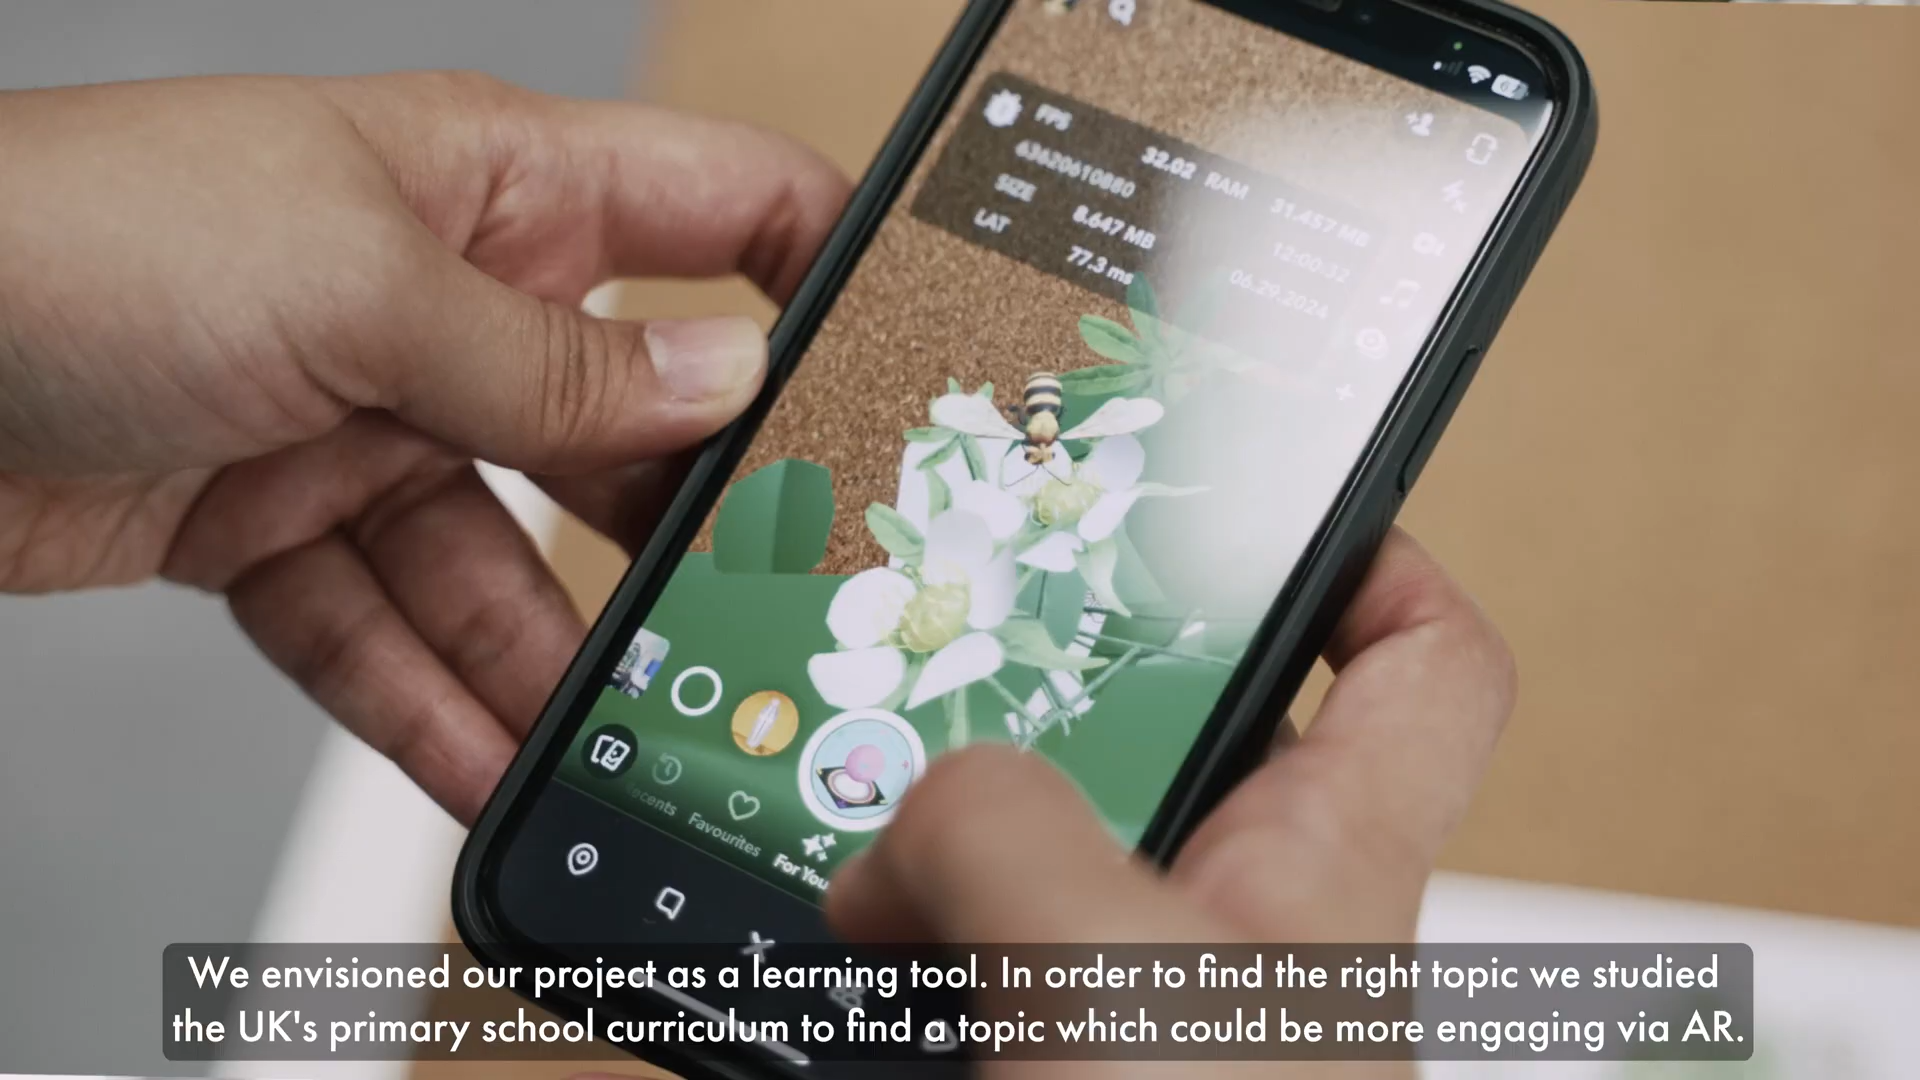 FPS 32.02 RAM 31.457 MB
63620610880 12:00:32
SIZE 8.647 MB 06.29.2024
LAT 77.3 ms
Favourites
For You
We envisioned our project as a learning tool. In order to find the right topic we studied
the UK's primary school curriculum to find a topic which could be more engaging via AR.